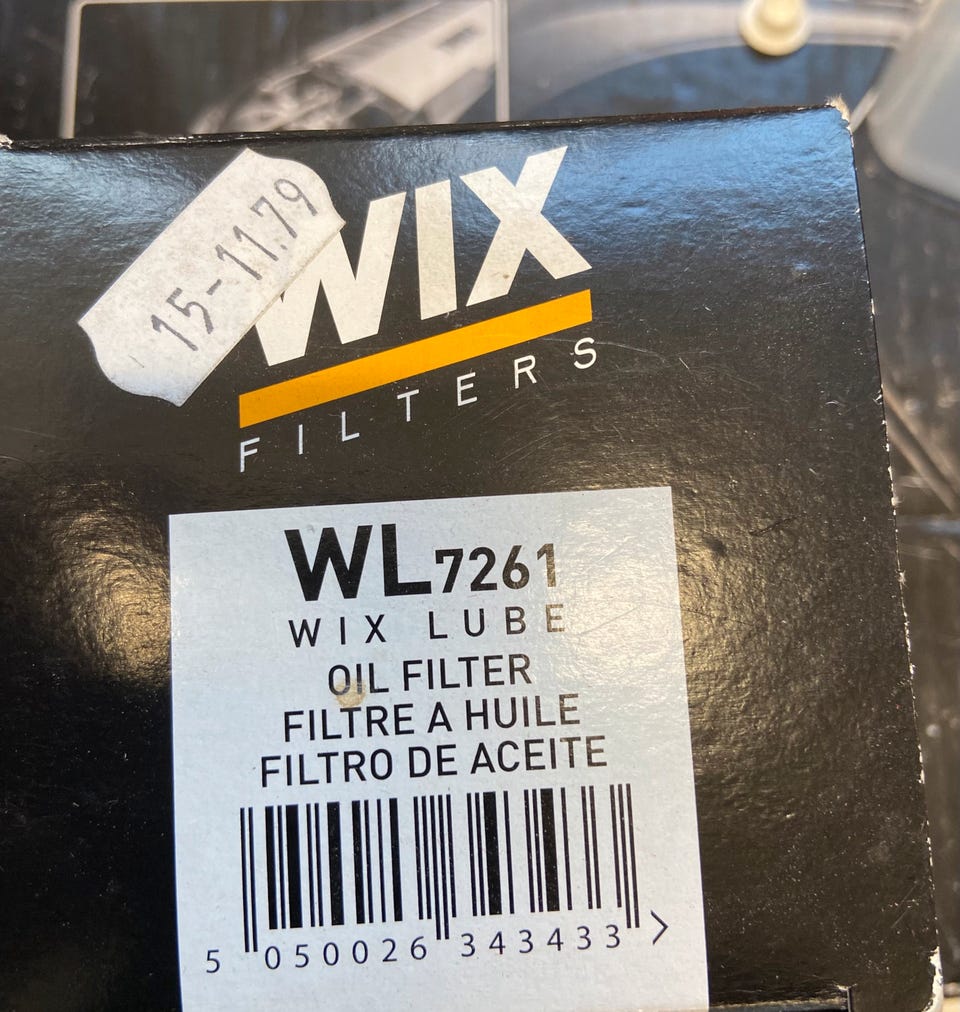 15-11.79
WIX
FILTERS
WL7261
WIX LUBE
OIL FILTER
FILTRE A HUILE
FILTRO DE ACEITE
5 050026 343433 >